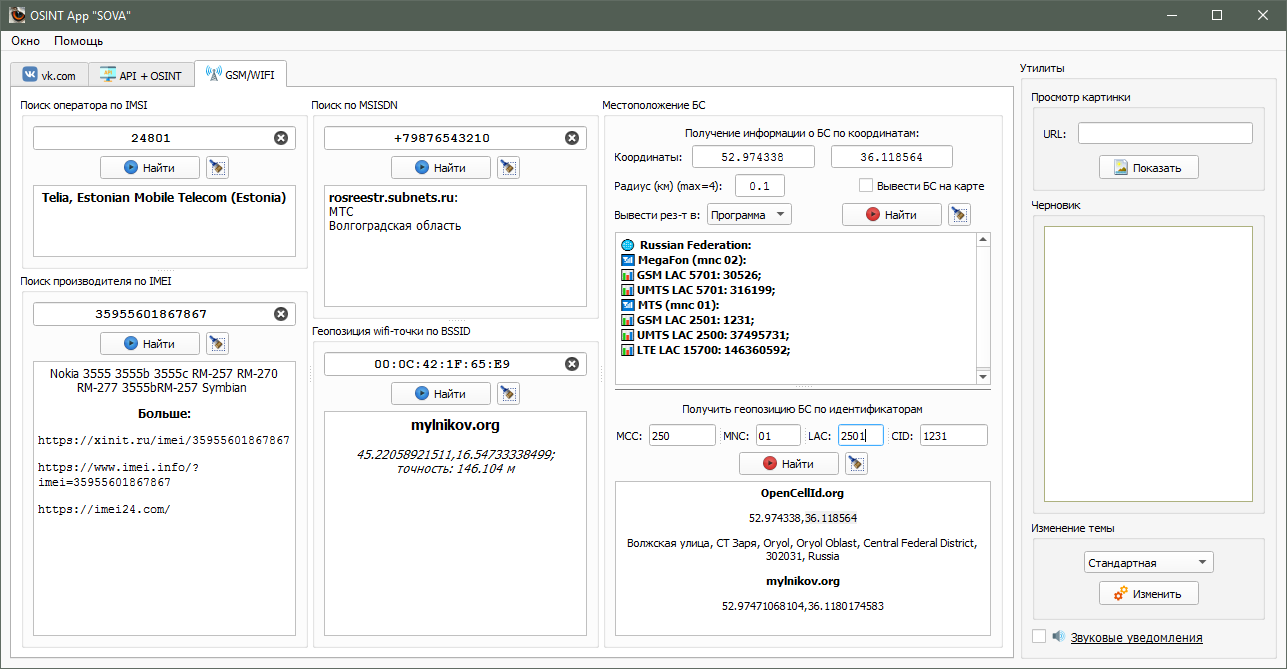 OSINT App "SOVA"
Окно Помощь
vk.com API + OSINT GSM/WIFI
Поиск оператора по IMSI
24801
Найти
Telia, Estonian Mobile Telecom (Estonia)
Поиск производителя по IMEI
35955601867867
Найти
Nokia 3555 3555b 3555c RM-257 RM-270
RM-277 3555bRM-257 Symbian
Больше:
https://xinit.ru/imei/35955601867867
https://www.imei.info/?
imei=35955601867867
https://imei24.com/
Поиск по MSISDN
+79876543210
Найти
rosreestr.subnets.ru:
МТС
Волгоградская область
Геопозиция wifi-точки по BSSID
00:0C:42:1F:65:E9
Найти
mylnikov.org
45.22058921511,16.54733338499;
точность: 146.104 м
Местоположение БС
Получение информации о БС по координатам:
Координаты: 52.974338 36.118564
Радиус (км) (max=4): 0.1 Вывести БС на карте
Вывести рез-т в: Программа Найти
Russian Federation:
MegaFon (mnc 02):
GSM LAC 5701: 30526;
UMTS LAC 5701: 316199;
MTS (mnc 01):
GSM LAC 2501: 1231;
UMTS LAC 2500: 37495731;
LTE LAC 15700: 146360592;
Получить геопозицию БС по идентификаторам
MCC: 250 MNC: 01 LAC: 2501 CID: 1231
Найти
OpenCellId.org
52.974338,36.118564
Волжская улица, СТ Заря, Oryol, Oryol Oblast, Central Federal District,
302031, Russia
mylnikov.org
52.97471068104,36.1180174583
Утилиты
Просмотр картинки
URL:
Показать
Черновик
Изменение темы
Стандартная
Изменить
Звуковые уведомления